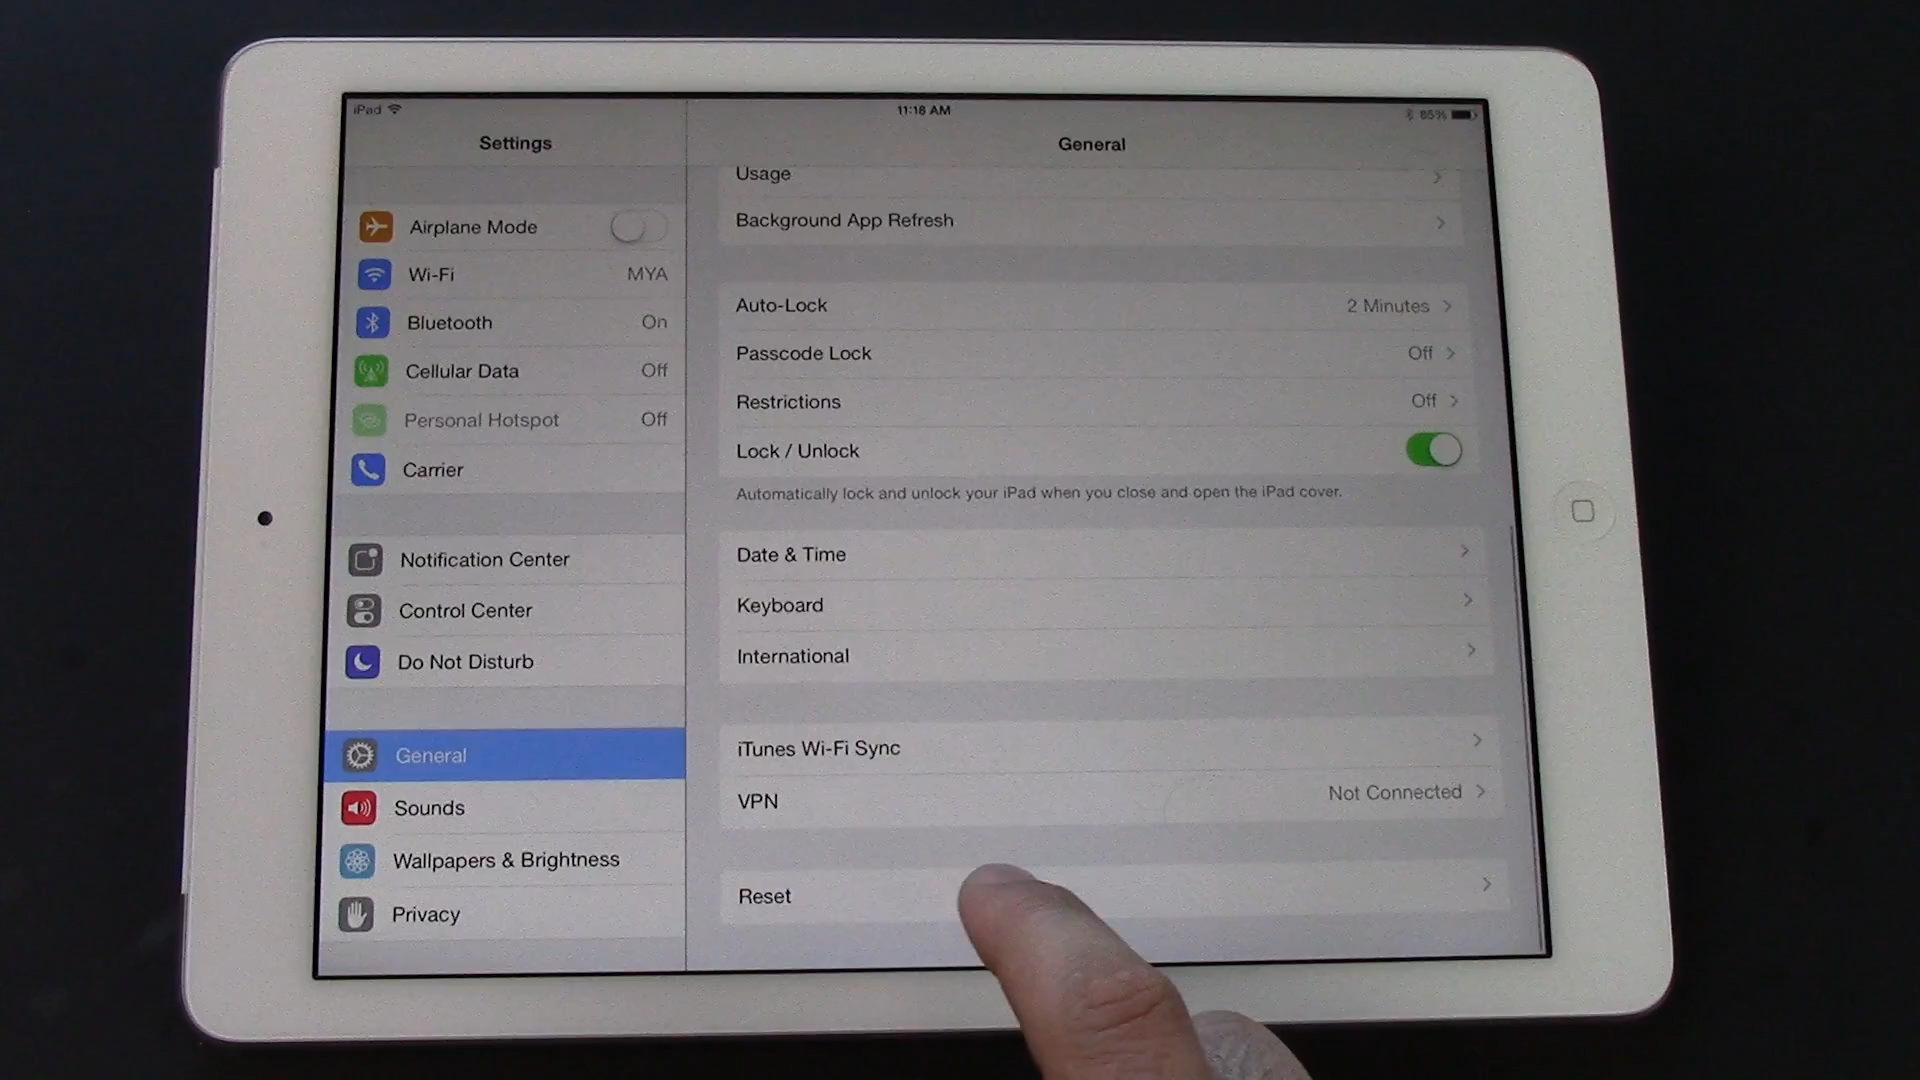 iPad
11:18 AM
85%
Settings
General
Airplane Mode
Wi-Fi MYA
Bluetooth On
Cellular Data Off
Personal Hotspot Off
Carrier
Notification Center
Control Center
Do Not Disturb
General
Sounds
Wallpapers & Brightness
Privacy
Usage
Background App Refresh
Auto-Lock 2 Minutes
Passcode Lock Off
Restrictions Off
Lock / Unlock
Automatically lock and unlock your iPad when you close and open the iPad cover.
Date & Time
Keyboard
International
iTunes Wi-Fi Sync
VPN Not Connected
Reset